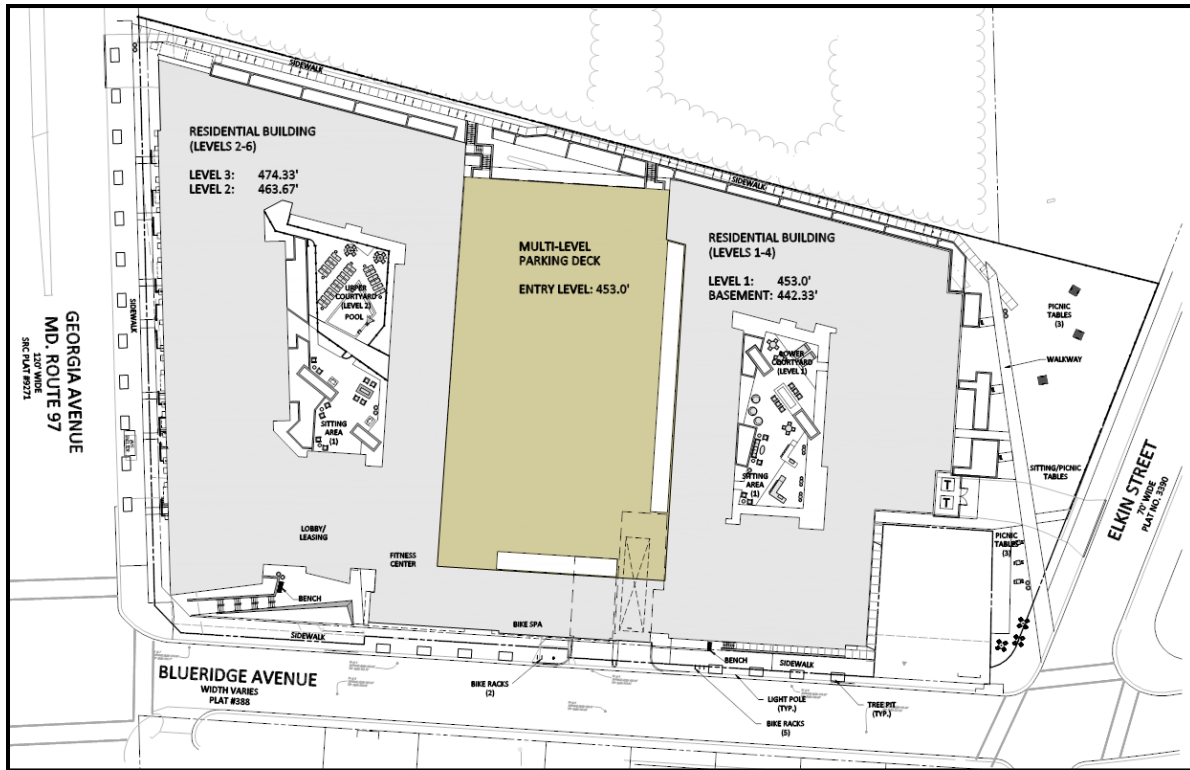 SIDEWALK
RESIDENTIAL BUILDING
(LEVELS 2-6)
LEVEL 3: 474.33'
LEVEL 2: 463.67'
UPPER
COURTYARD
(LEVEL 2)
POOL
SITTING
AREA
(1)
LOBBY/
LEASING
FITNESS
CENTER
MULTI-LEVEL
PARKING DECK
ENTRY LEVEL: 453.0'
SIDEWALK
RESIDENTIAL BUILDING
(LEVELS 1-4)
LEVEL 1: 453.0'
BASEMENT: 442.33'
LOWER
COURTYARD
(LEVEL 1)
SITTING
AREA
(1)
T
T
PICNIC
TABLES
(3)
WALKWAY
SITTING/PICNIC
TABLES
PICNIC
TABLES
(3)
ELKIN STREET
70' WIDE
PLAT NO. 3390
SIDEWALK
GEORGIA AVENUE
MD. ROUTE 97
120' WIDE
SRC PLAT #9271
BENCH
SIDEWALK
BIKE SPA
BENCH
SIDEWALK
BLUERIDGE AVENUE
WIDTH VARIES
PLAT #388
BIKE RACKS
(2)
LIGHT POLE
(TYP.)
BIKE RACKS
(5)
TREE PIT
(TYP.)